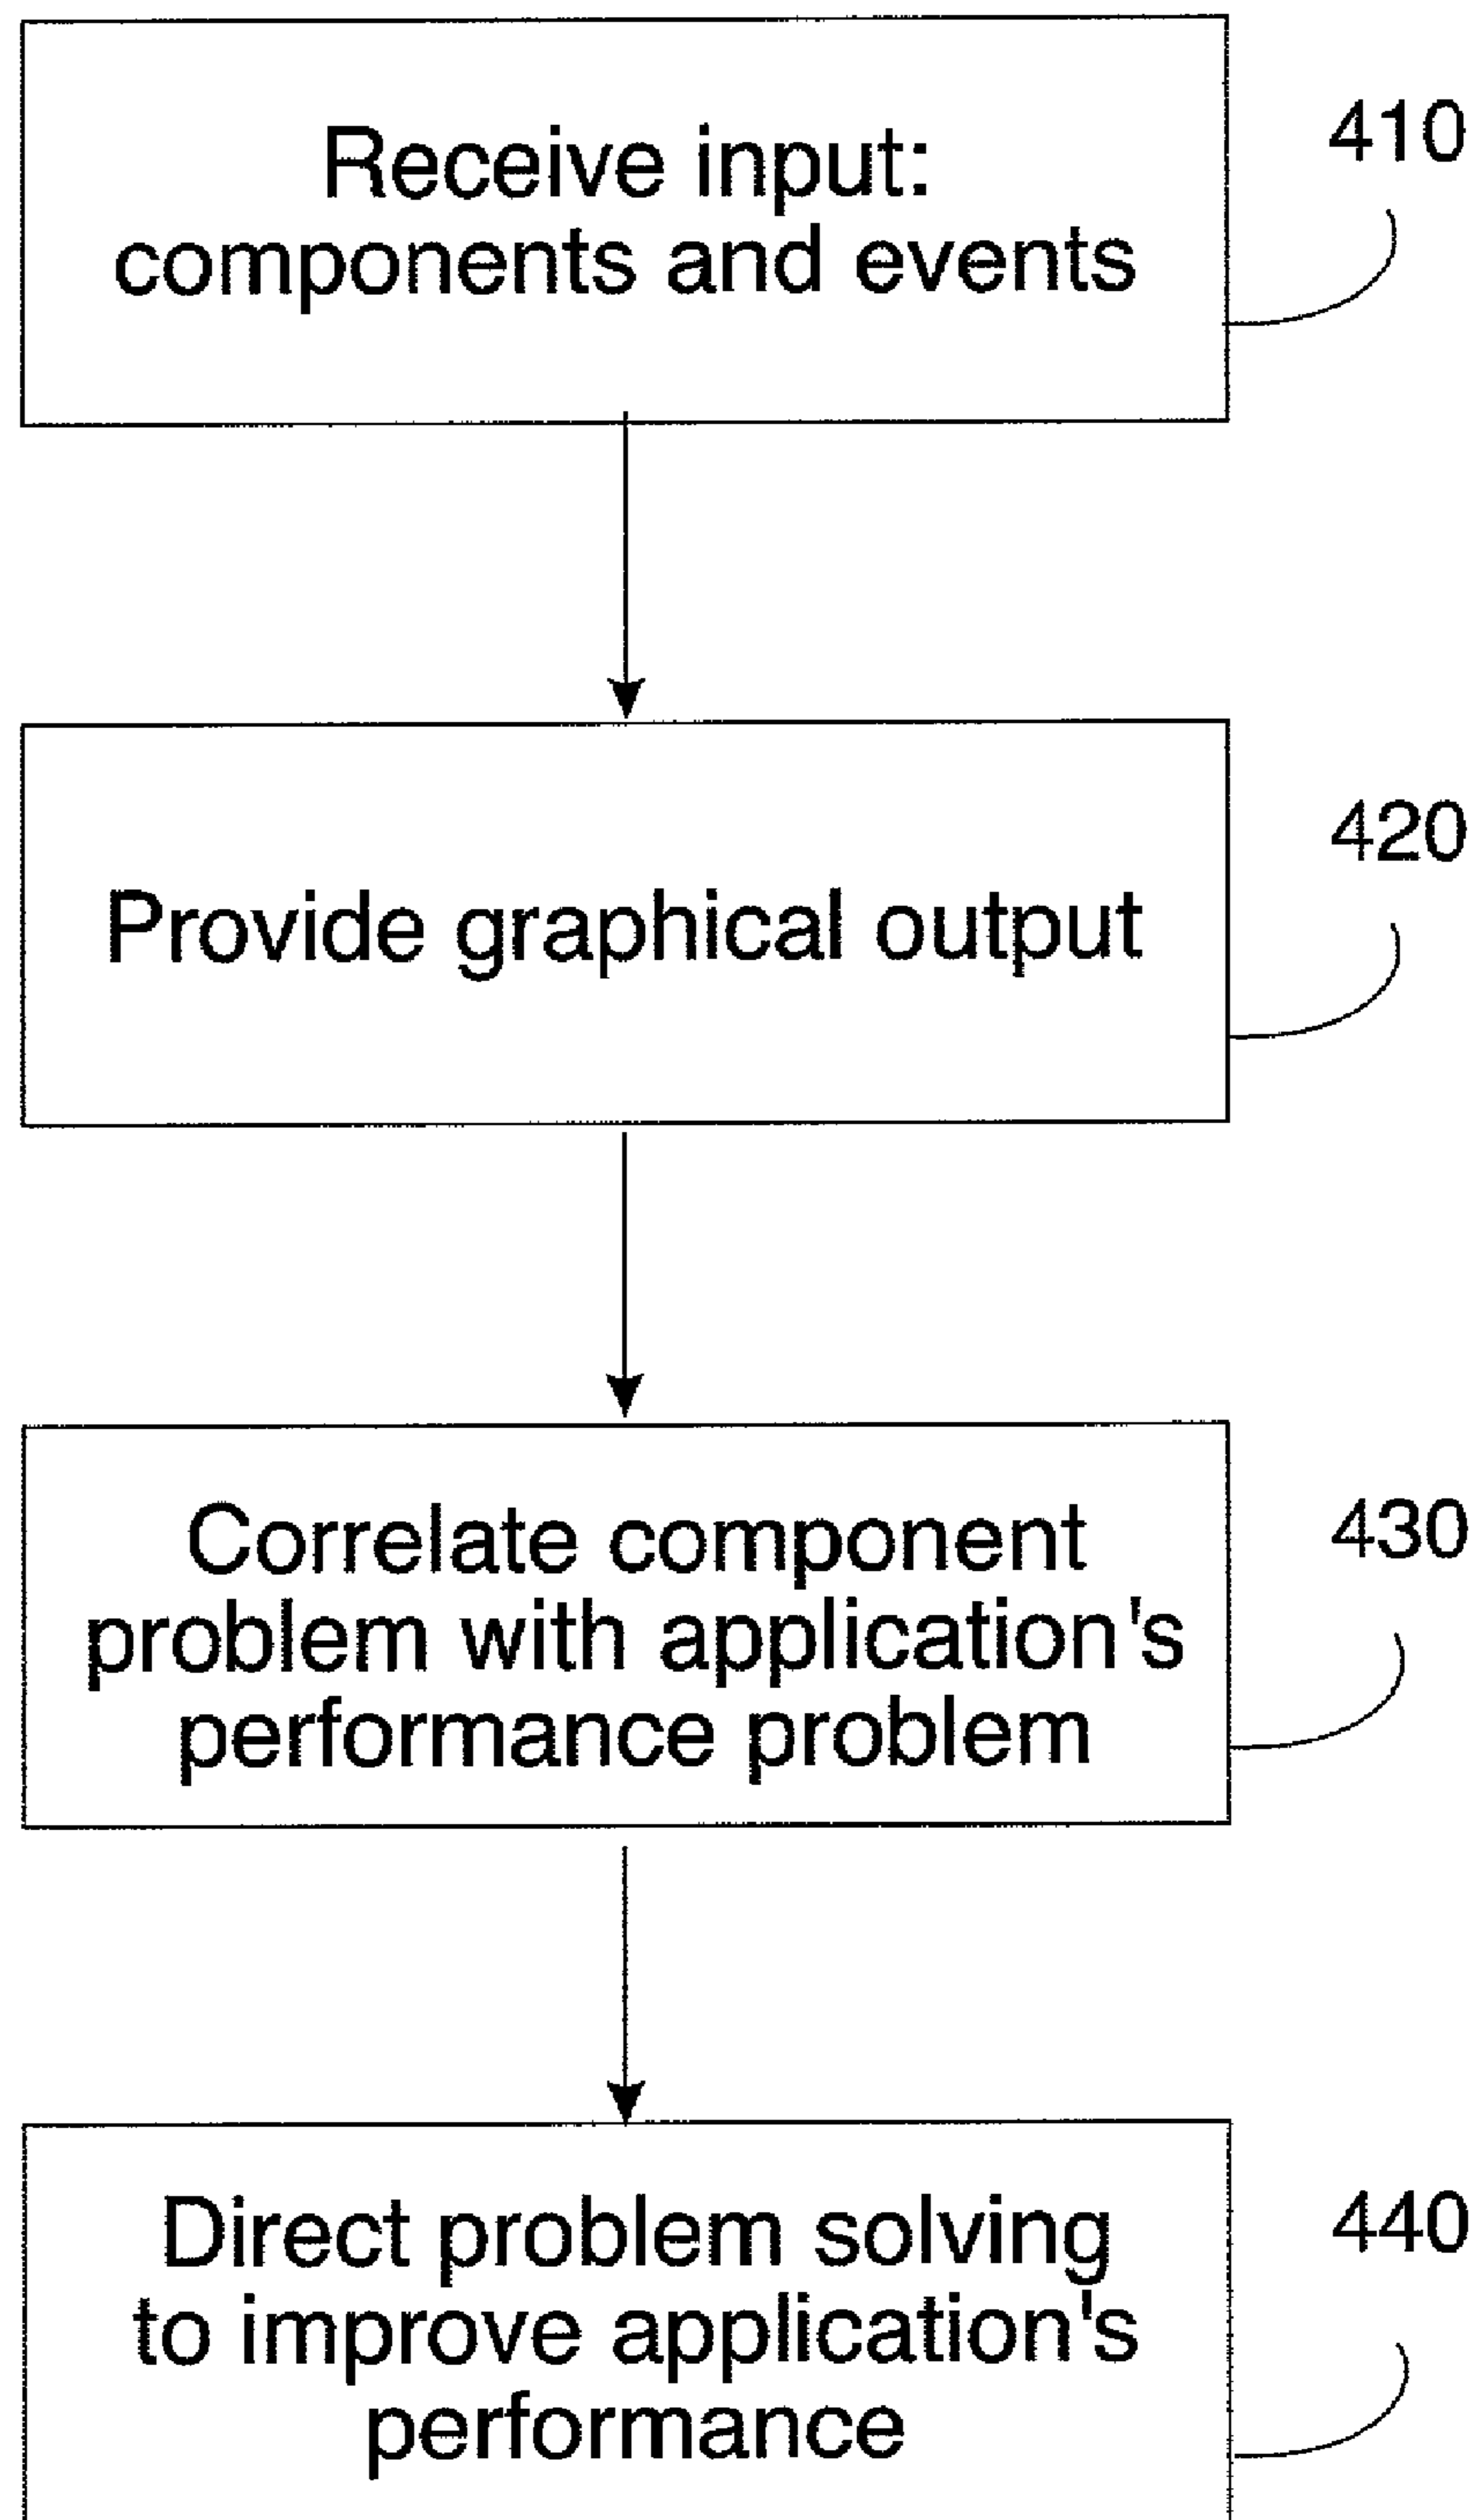 Receive input:
components and events
410
Provide graphical output
420
Correlate component
problem with application's
performance problem
430
Direct problem solving
to improve application's
performance
440